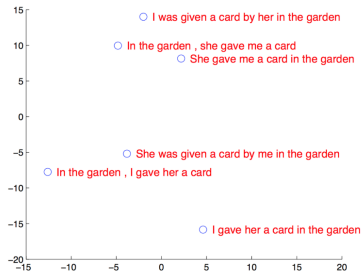 15
I was given a card by her in the garden
10
In the garden , she gave me a card
She gave me a card in the garden
5
0
−5
She was given a card by me in the garden
In the garden , I gave her a card
−10
−15
I gave her a card in the garden
−20
−15 −10 −5 0 5 10 15 20